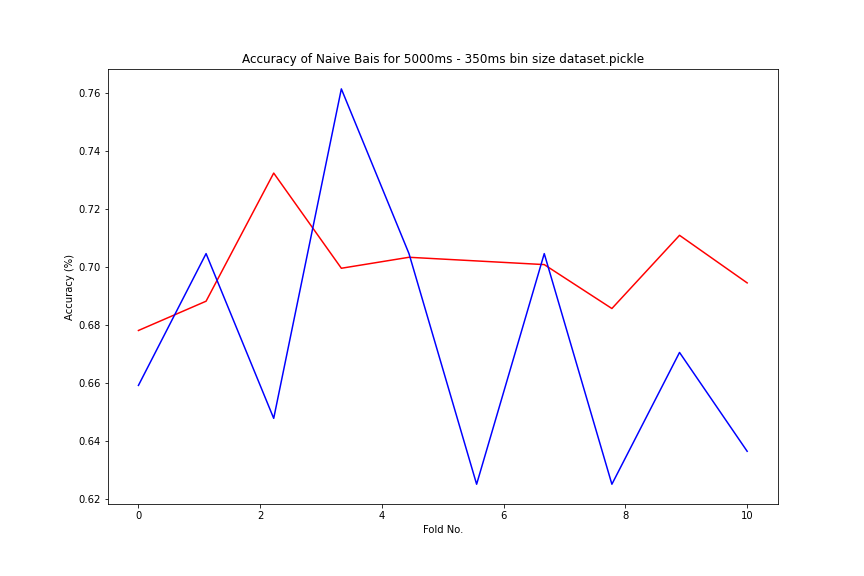 Accuracy of Naive Bais for 5000ms - 350ms bin size dataset.pickle
Accuracy (%)
0.76
0.74
0.72
0.70
0.68
0.66
0.64
0.62
0 2 4 6 8 10
Fold No.